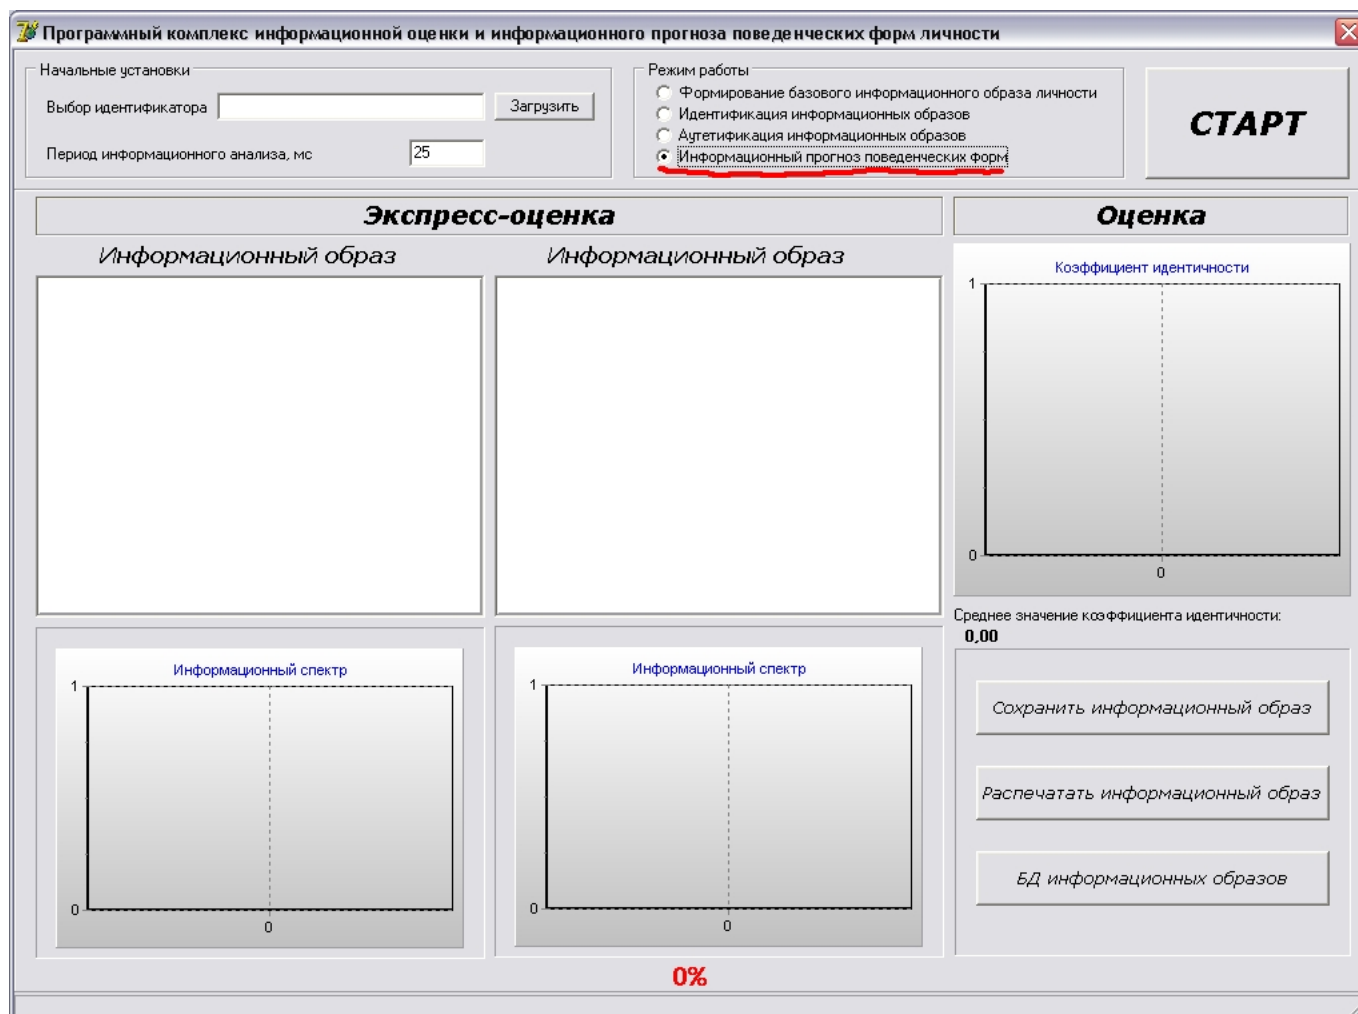 Программный комплекс информационной оценки и информационного прогноза поведенческих форм личности
Начальные установки
Выбор идентификатора
Загрузить
Период информационного анализа, мс
25
Режим работы
Формирование базового информационного образа личности
Идентификация информационных образов
Аутетификация информационных образов
Информационный прогноз поведенческих форм
СТАРТ
Экспресс-оценка
Оценка
Информационный образ
Информационный образ
Коэффициент идентичности
1
0
0
Среднее значение коэффициента идентичности:
0,00
Информационный спектр
1
0
0
Информационный спектр
1
0
0
Сохранить информационный образ
Распечатать информационный образ
БД информационных образов
0%